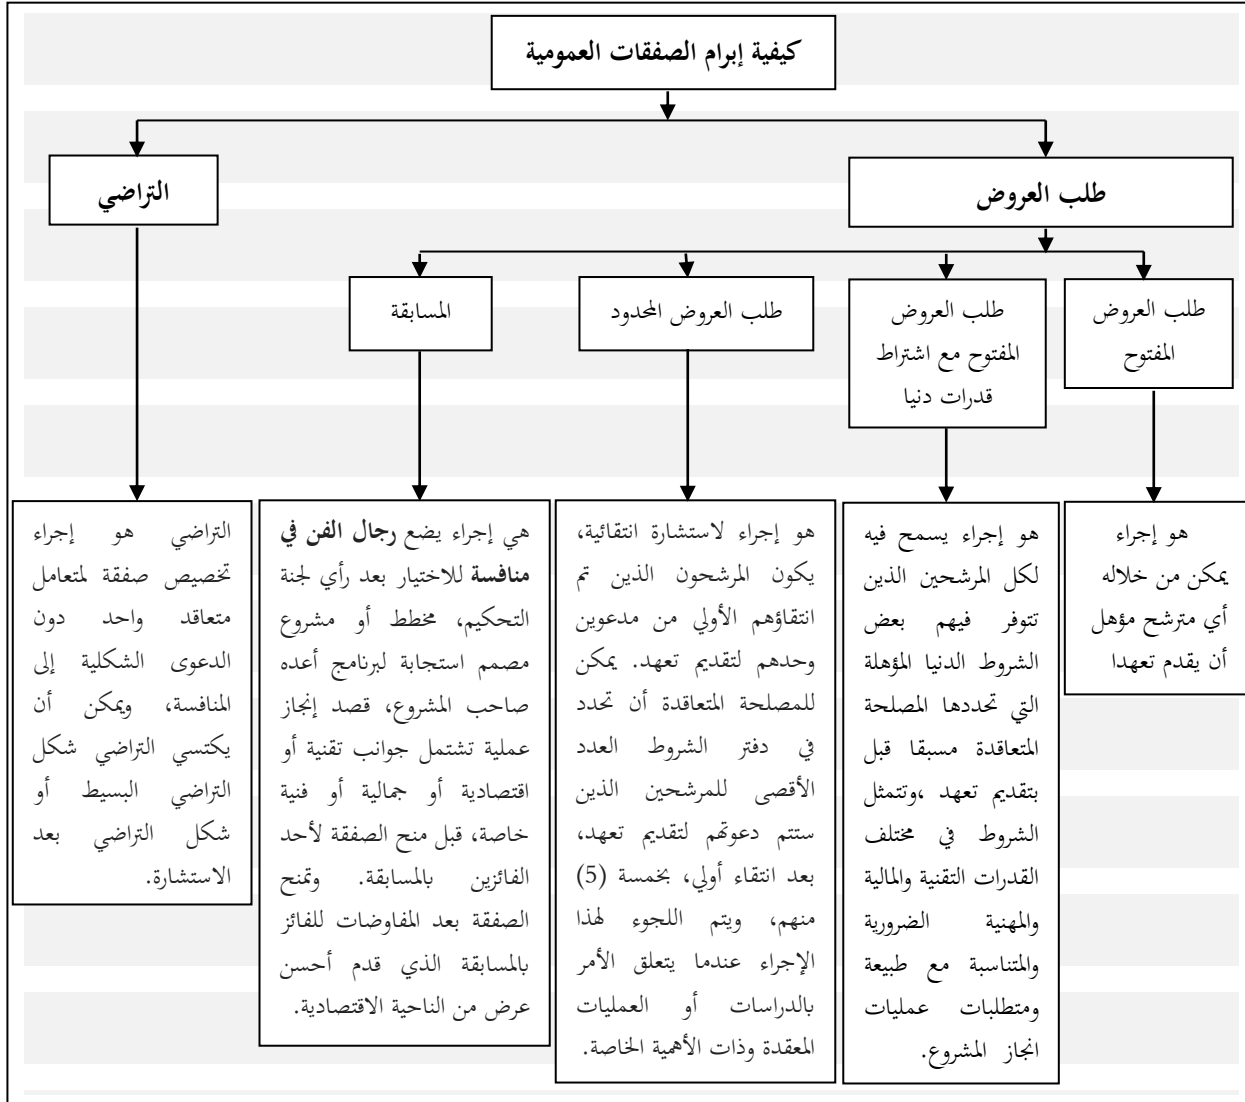 كيفية إبرام الصفقات العمومية
طلب العروض
التراضي
طلب العروض
المفتوح
طلب العروض
المفتوح مع اشتراط
قدرات دنيا
طلب العروض المحدود
المسابقة
هو إجراء
يمكن من خلاله
أي مترشح مؤهل
أن يقدم تعهدا
هو إجراء يسمح فيه
لكل المرشحين الذين
تتوفر فيهم بعض
الشروط الدنيا المؤهلة
التي تحددها المصلحة
المتعاقدة مسبقا قبل
بتقديم تعهد ،وتتمثل
الشروط في مختلف
القدرات التقنية والمالية
والمهنية الضرورية
والمتناسبة مع طبيعة
ومتطلبات عمليات
انجاز المشروع.
هو إجراء لاستشارة انتقائية،
يكون المرشحون الذين تم
انتقاؤهم الأولي من مدعوين
وحدهم لتقديم تعهد. يمكن
للمصلحة المتعاقدة أن تحدد
في دفتر الشروط العدد
الأقصى للمرشحين الذين
ستتم دعوتهم لتقديم تعهد،
بعد انتقاء أولي، بخمسة (5)
منهم، ويتم اللجوء لهذا
الإجراء عندما يتعلق الأمر
بالدراسات أو العمليات
المعقدة وذات الأهمية الخاصة.
هي إجراء يضع رجال الفن في
منافسة للاختيار بعد رأي لجنة
التحكيم، مخطط أو مشروع
مصمم استجابة لبرنامج أعده
صاحب المشروع، قصد إنجاز
عملية تشتمل جوانب تقنية أو
اقتصادية أو جمالية أو فنية
خاصة، قبل منح الصفقة لأحد
الفائزين بالمسابقة. وتمنح
الصفقة بعد المفاوضات للفائز
بالمسابقة الذي قدم أحسن
عرض من الناحية الاقتصادية.
التراضي هو إجراء
تخصيص صفقة لمتعامل
متعاقد واحد دون
الدعوى الشكلية إلى
المنافسة، ويمكن أن
يكتسي التراضي شكل
التراضي البسيط أو
شكل التراضي بعد
الاستشارة.